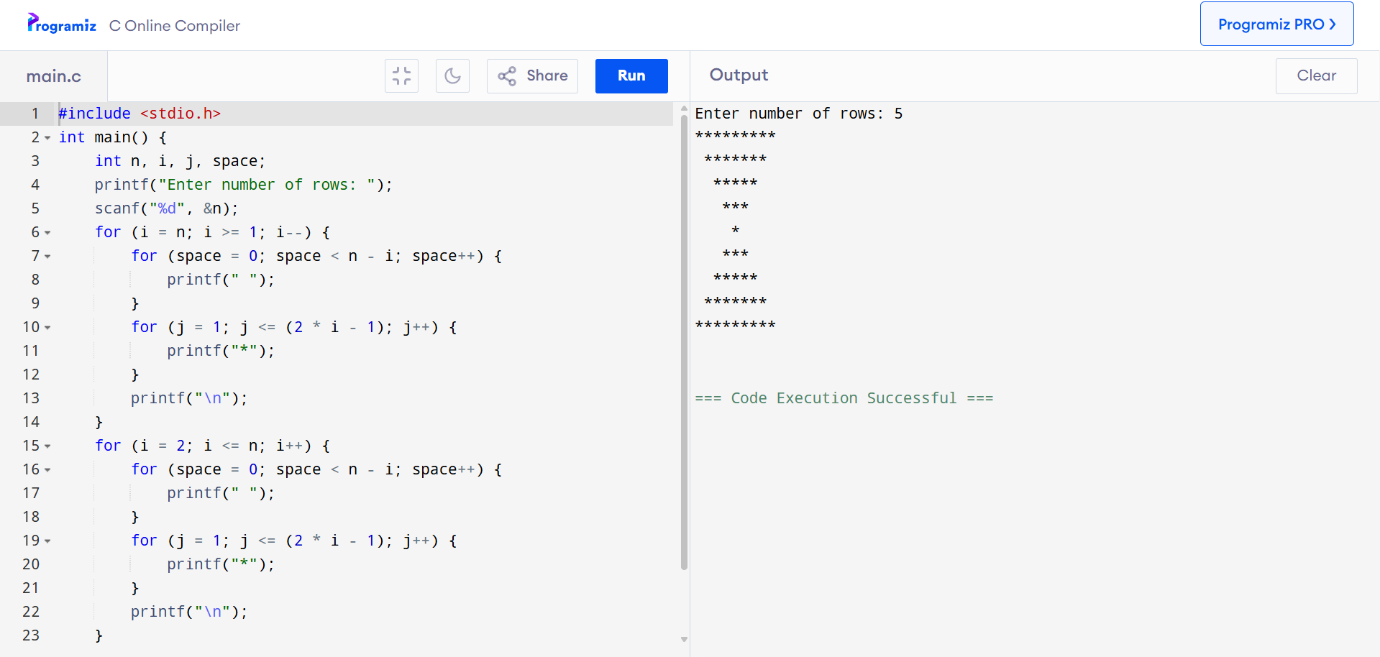 Programiz C Online Compiler Programiz PRO
main.c Share Run Output Clear
1 #include <stdio.h>
2 int main() {
3     int n, i, j, space;
4     printf("Enter number of rows: ");
5     scanf("%d", &n);
6     for (i = n; i >= 1; i--) {
7         for (space = 0; space < n - i; space++) {
8             printf(" ");
9         }
10         for (j = 1; j <= (2 * i - 1); j++) {
11             printf("*");
12         }
13         printf("\n");
14     }
15     for (i = 2; i <= n; i++) {
16         for (space = 0; space < n - i; space++) {
17             printf(" ");
18         }
19         for (j = 1; j <= (2 * i - 1); j++) {
20             printf("*");
21         }
22         printf("\n");
23     }
Enter number of rows: 5
*********
 *******
  *****
   ***
    *
   ***
  *****
 *******
*********
=== Code Execution Successful ===